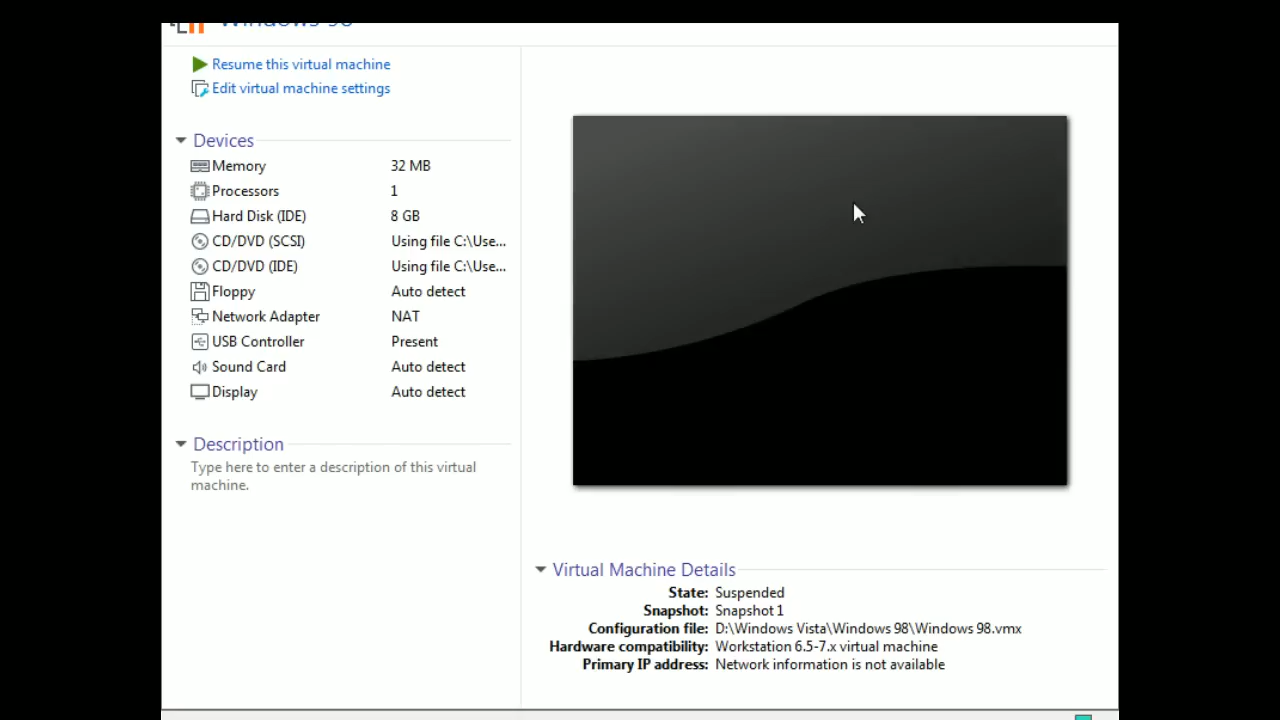 Windows 98
Resume this virtual machine
Edit virtual machine settings
Devices
Memory 32 MB
Processors 1
Hard Disk (IDE) 8 GB
CD/DVD (SCSI) Using file C:\Use...
CD/DVD (IDE) Using file C:\Use...
Floppy Auto detect
Network Adapter NAT
USB Controller Present
Sound Card Auto detect
Display Auto detect
Description
Type here to enter a description of this virtual
machine.
Virtual Machine Details
State: Suspended
Snapshot: Snapshot 1
Configuration file: D:\Windows Vista\Windows 98\Windows 98.vmx
Hardware compatibility: Workstation 6.5-7.x virtual machine
Primary IP address: Network information is not available